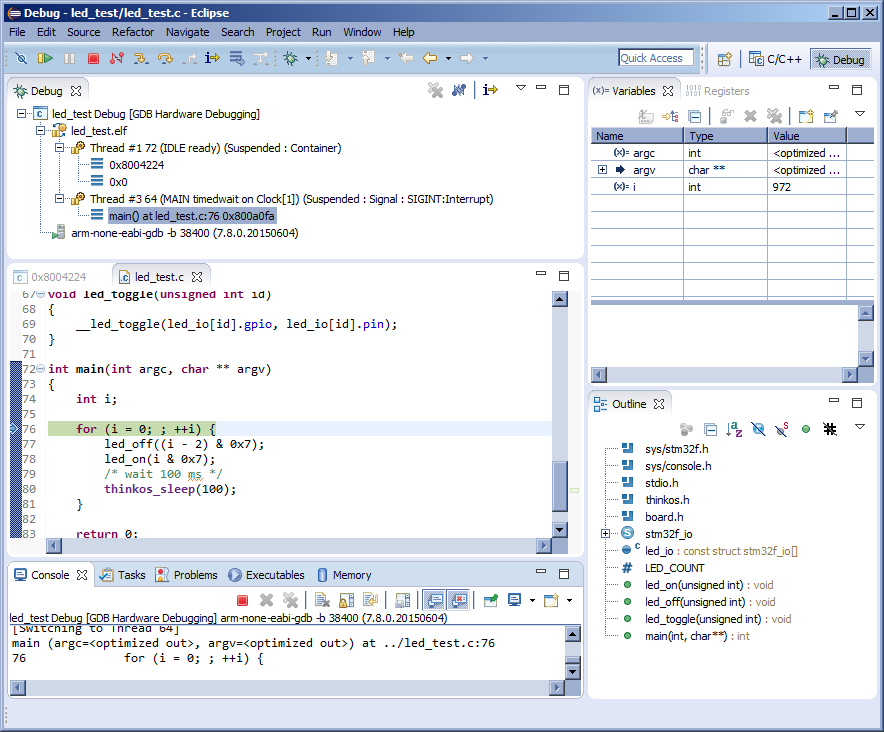 Debug - led_test/led_test.c - Eclipse
File Edit Source Refactor Navigate Search Project Run Window Help
Quick Access
C/C++
Debug
Debug
led_test Debug [GDB Hardware Debugging]
led_test.elf
Thread #1 72 (IDLE ready) (Suspended : Container)
0x8004224
0x0
Thread #3 64 (MAIN timedwait on Clock[1]) (Suspended : Signal : SIGINT:Interrupt)
main() at led_test.c:76 0x800a0fa
arm-none-eabi-gdb -b 38400 (7.8.0.20150604)
(x)= Variables
1010 0101 Registers
Name Type Value
(x)= argc int <optimized ...
argv char ** <optimized ...
(x)= i int 972
0x8004224
led_test.c
67 void led_toggle(unsigned int id)
68 {
69 __led_toggle(led_io[id].gpio, led_io[id].pin);
70 }
71
72 int main(int argc, char ** argv)
73 {
74 int i;
75
76 for (i = 0; ; ++i) {
77 led_off((i - 2) & 0x7);
78 led_on(i & 0x7);
79 /* wait 100 ms */
80 thinkos_sleep(100);
81 }
82
83 return 0;
Outline
sys/stm32f.h
sys/console.h
stdio.h
thinkos.h
board.h
stm32f_io
led_io : const struct stm32f_io[]
LED_COUNT
led_on(unsigned int) : void
led_off(unsigned int) : void
led_toggle(unsigned int) : void
main(int, char**) : int
Console
Tasks
Problems
Executables
Memory
led_test Debug [GDB Hardware Debugging] arm-none-eabi-gdb -b 38400 (7.8.0.20150604)
[Switching to Thread 64]
main (argc=<optimized out>, argv=<optimized out>) at ../led_test.c:76
76 for (i = 0; ; ++i) {